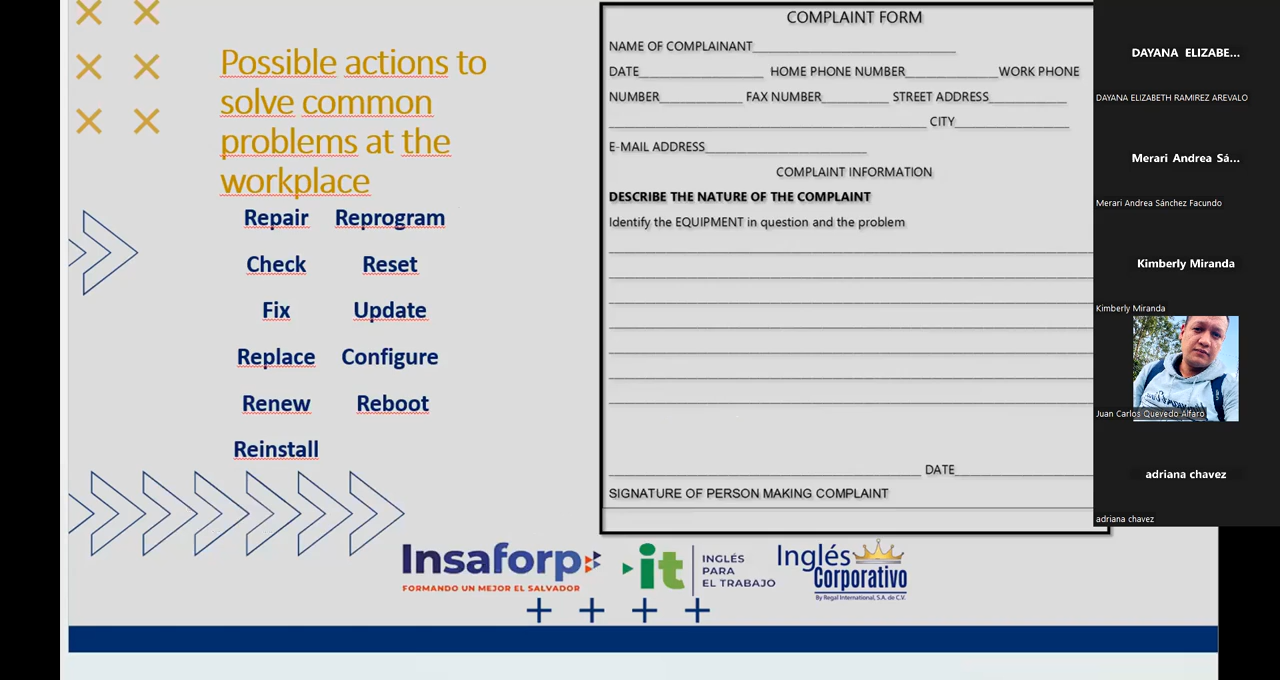 Possible actions to
solve common
problems at the
workplace
Repair Reprogram
Check Reset
Fix Update
Replace Configure
Renew Reboot
Reinstall
COMPLAINT FORM
NAME OF COMPLAINANT
DATE HOME PHONE NUMBER WORK PHONE
NUMBER FAX NUMBER STREET ADDRESS
CITY
E-MAIL ADDRESS
COMPLAINT INFORMATION
DESCRIBE THE NATURE OF THE COMPLAINT
Identify the EQUIPMENT in question and the problem
DATE
SIGNATURE OF PERSON MAKING COMPLAINT
Insaforp
FORMANDO UN MEJOR EL SALVADOR
it
INGLÉS
PARA
EL TRABAJO
Inglés
Corporativo
By Regal International, S.A. de C.V.
DAYANA ELIZABE...
DAYANA ELIZABETH RAMIREZ AREVALO
Merari Andrea Sá...
Merari Andrea Sánchez Facundo
Kimberly Miranda
Kimberly Miranda
Juan Carlos Quevedo Alfaro
adriana chavez
adriana chavez